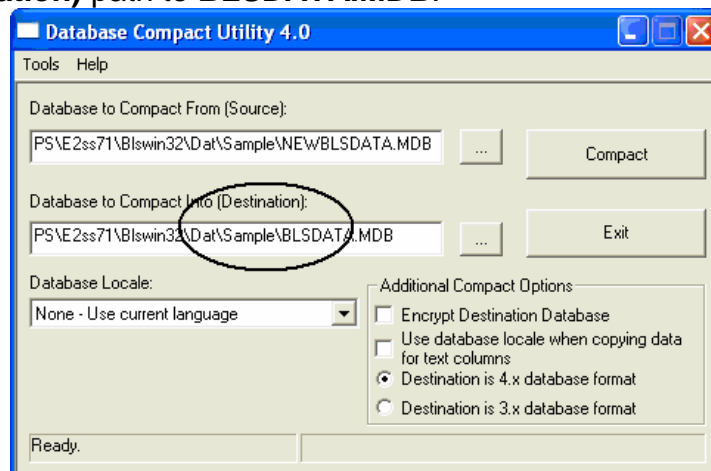 Database Compact Utility 4.0
Tools Help
Database to Compact From (Source):
PS\E2ss71\Blswin32\Dat\Sample\NEWBLSDATA.MDB
...
Compact
Database to Compact Into (Destination):
PS\E2ss71\Blswin32\Dat\Sample\BLSDATA.MDB
...
Exit
Database Locale:
None - Use current language
Additional Compact Options
Encrypt Destination Database
Use database locale when copying data
for text columns
Destination is 4.x database format
Destination is 3.x database format
Ready.